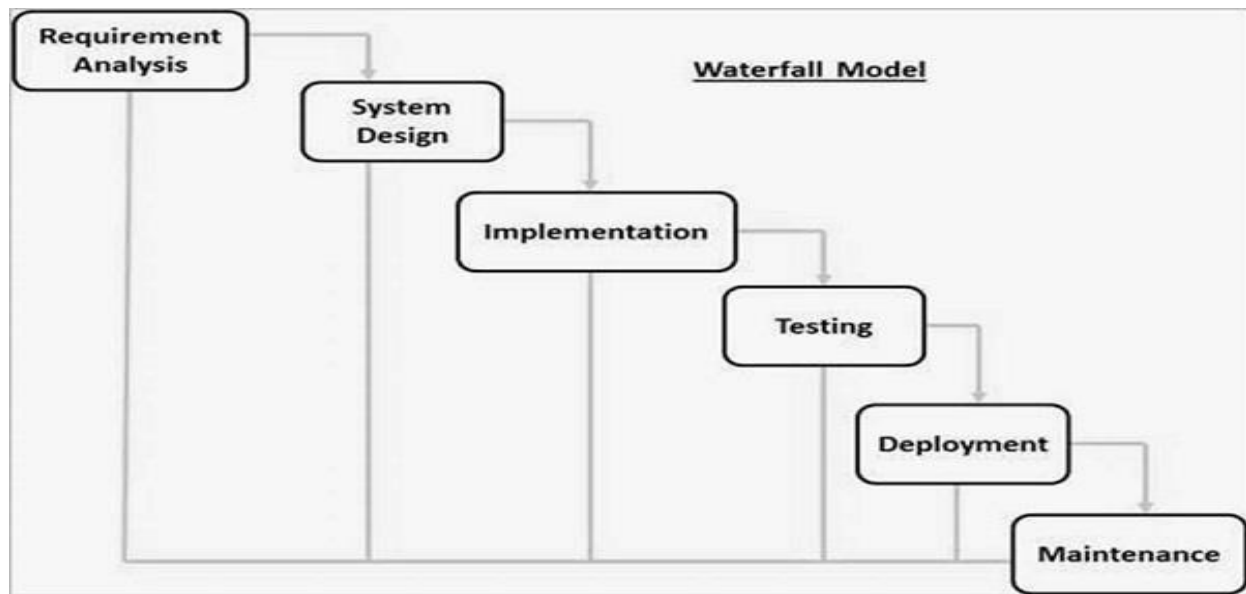 Requirement
Analysis
Waterfall Model
System
Design
Implementation
Testing
Deployment
Maintenance